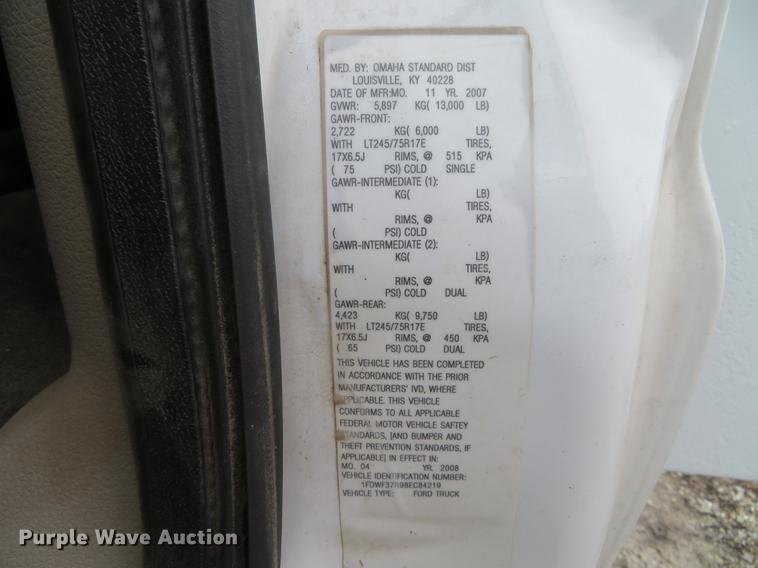 MFD. BY: OMAHA STANDARD DIST
LOUISVILLE, KY 40228
DATE OF MFR:MO. 11 YR. 2007
GVWR: 5,897 KG( 13,000 LB)
GAWR-FRONT:
2,722 KG( 6,000 LB)
WITH LT245/75R17E TIRES,
17X6.5J RIMS, @ 515 KPA
( 75 PSI) COLD SINGLE
GAWR-INTERMEDIATE (1):
KG( LB)
WITH TIRES,
RIMS, @ KPA
( PSI) COLD
GAWR-INTERMEDIATE (2):
KG( LB)
WITH TIRES,
RIMS, @ KPA
( PSI) COLD DUAL
GAWR-REAR:
4,423 KG( 9,750 LB)
WITH LT245/75R17E TIRES,
17X6.5J RIMS, @ 450 KPA
( 65 PSI) COLD DUAL
THIS VEHICLE HAS BEEN COMPLETED
IN ACCORDANCE WITH THE PRIOR
MANUFACTURERS' IVD, WHERE
APPLICABLE. THIS VEHICLE
CONFORMS TO ALL APPLICABLE
FEDERAL MOTOR VEHICLE SAFTEY
STANDARDS, [AND BUMPER AND
THEFT PREVENTION STANDARDS, IF
APPLICABLE] IN EFFECT IN:
MO. 04 YR. 2008
VEHICLE IDENTIFICATION NUMBER:
1FDWF37R98EC84219
VEHICLE TYPE: FORD TRUCK
Purple Wave Auction